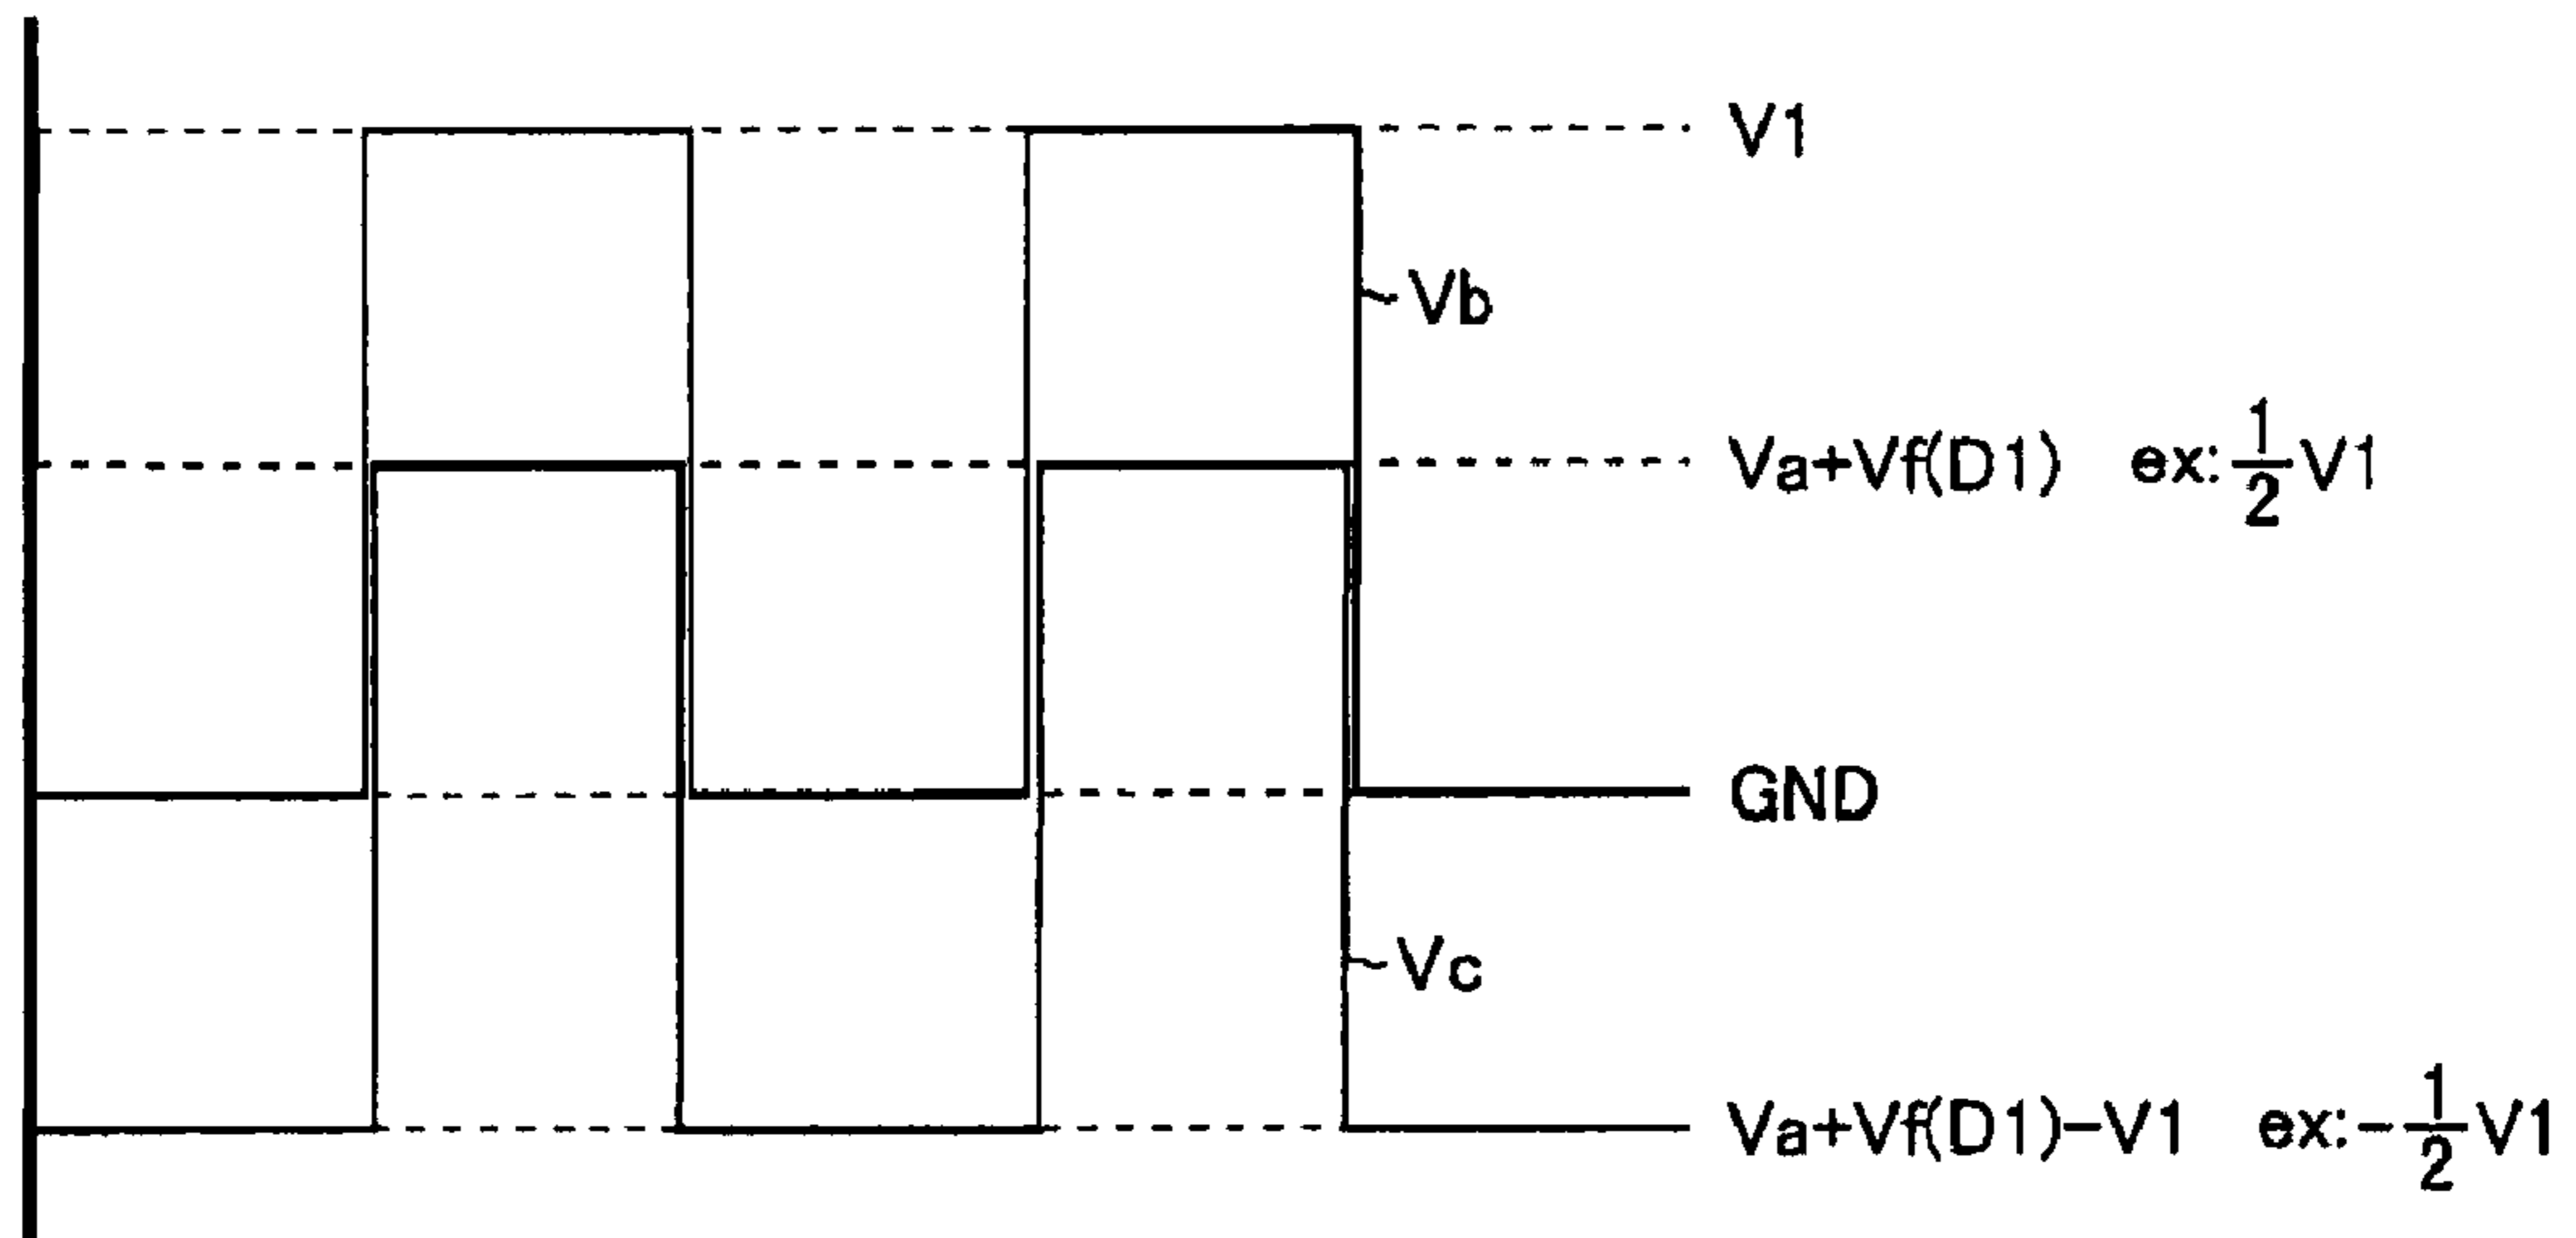 V1
Vb
Va+Vf(D1) ex:1/2V1
GND
Vc
Va+Vf(D1)-V1 ex:-1/2V1